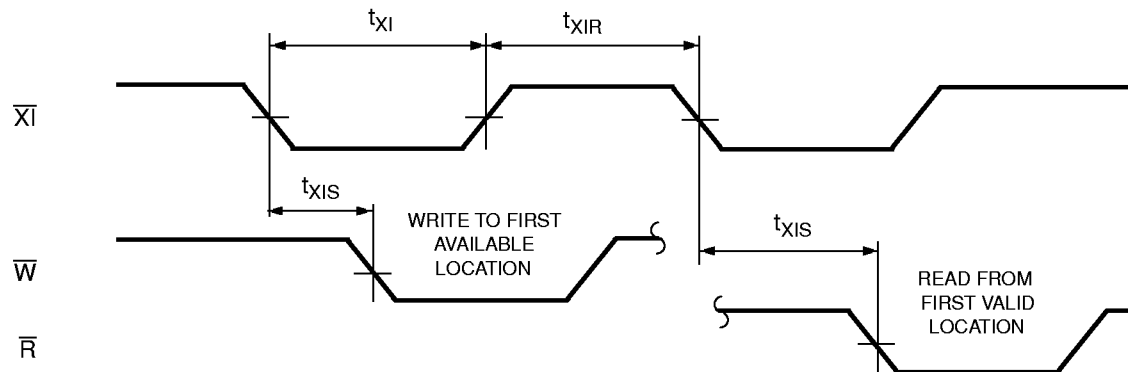 tXI
tXIR
XI
tXIS
WRITE TO FIRST
AVAILABLE
LOCATION
tXIS
W
READ FROM
FIRST VALID
LOCATION
R